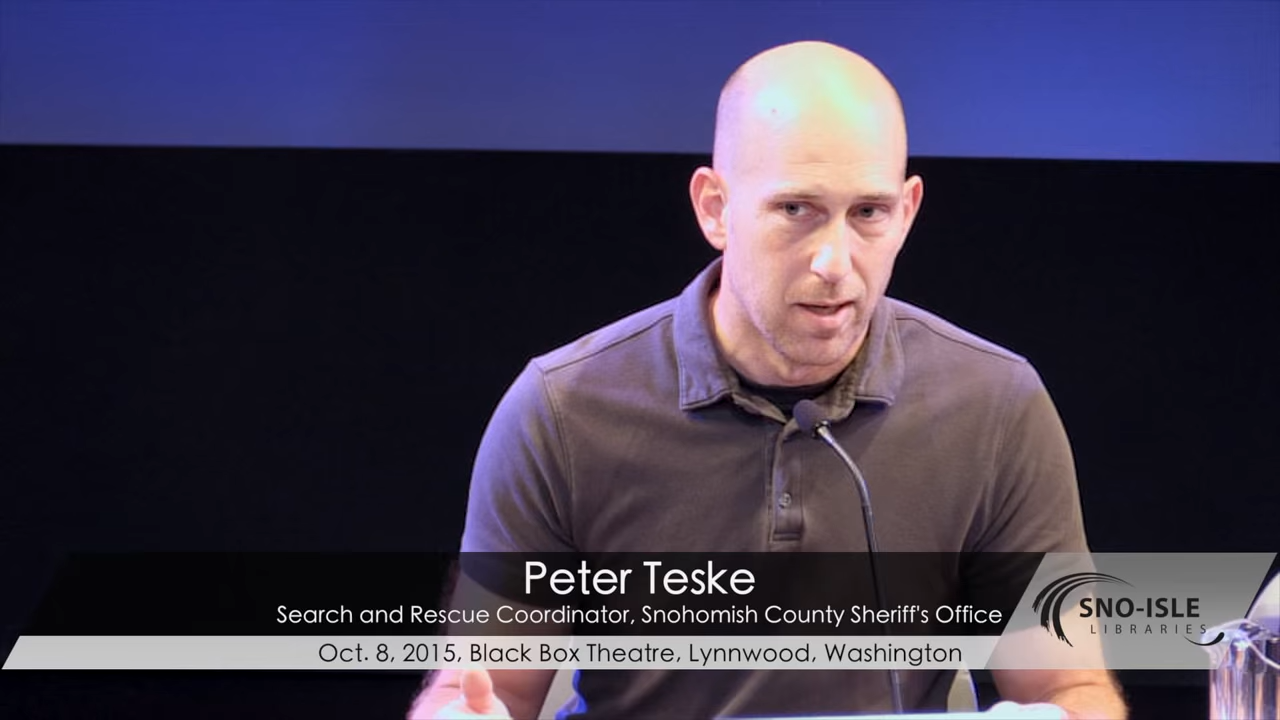 Peter Teske
Search and Rescue Coordinator, Snohomish County Sheriff's Office
SNO-ISLE
LIBRARIES
Oct. 8, 2015, Black Box Theatre, Lynnwood, Washington